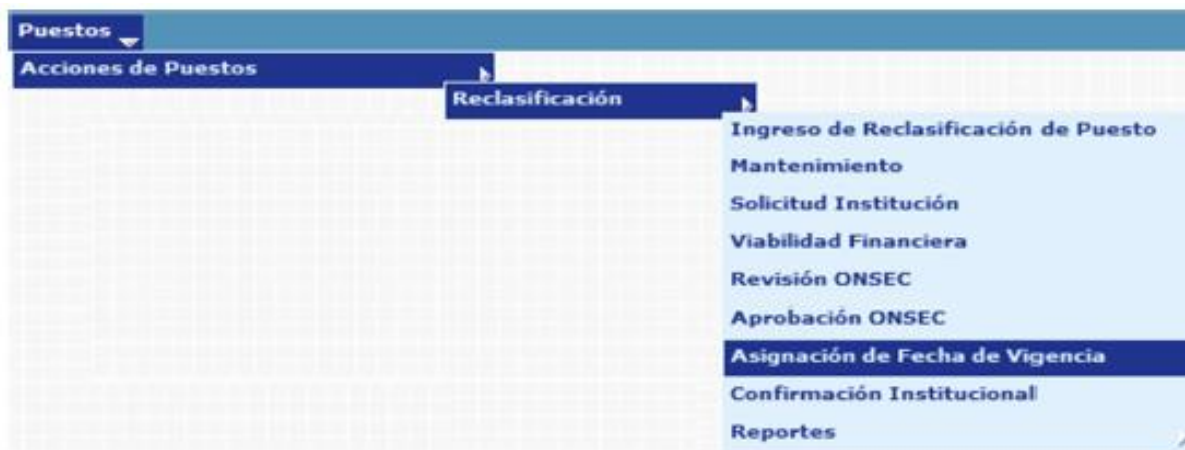 Puestos
Acciones de Puestos
Reclasificación
Ingreso de Reclasificación de Puesto
Mantenimiento
Solicitud Institución
Viabilidad Financiera
Revisión ONSEC
Aprobación ONSEC
Asignación de Fecha de Vigencia
Confirmación Institucional
Reportes